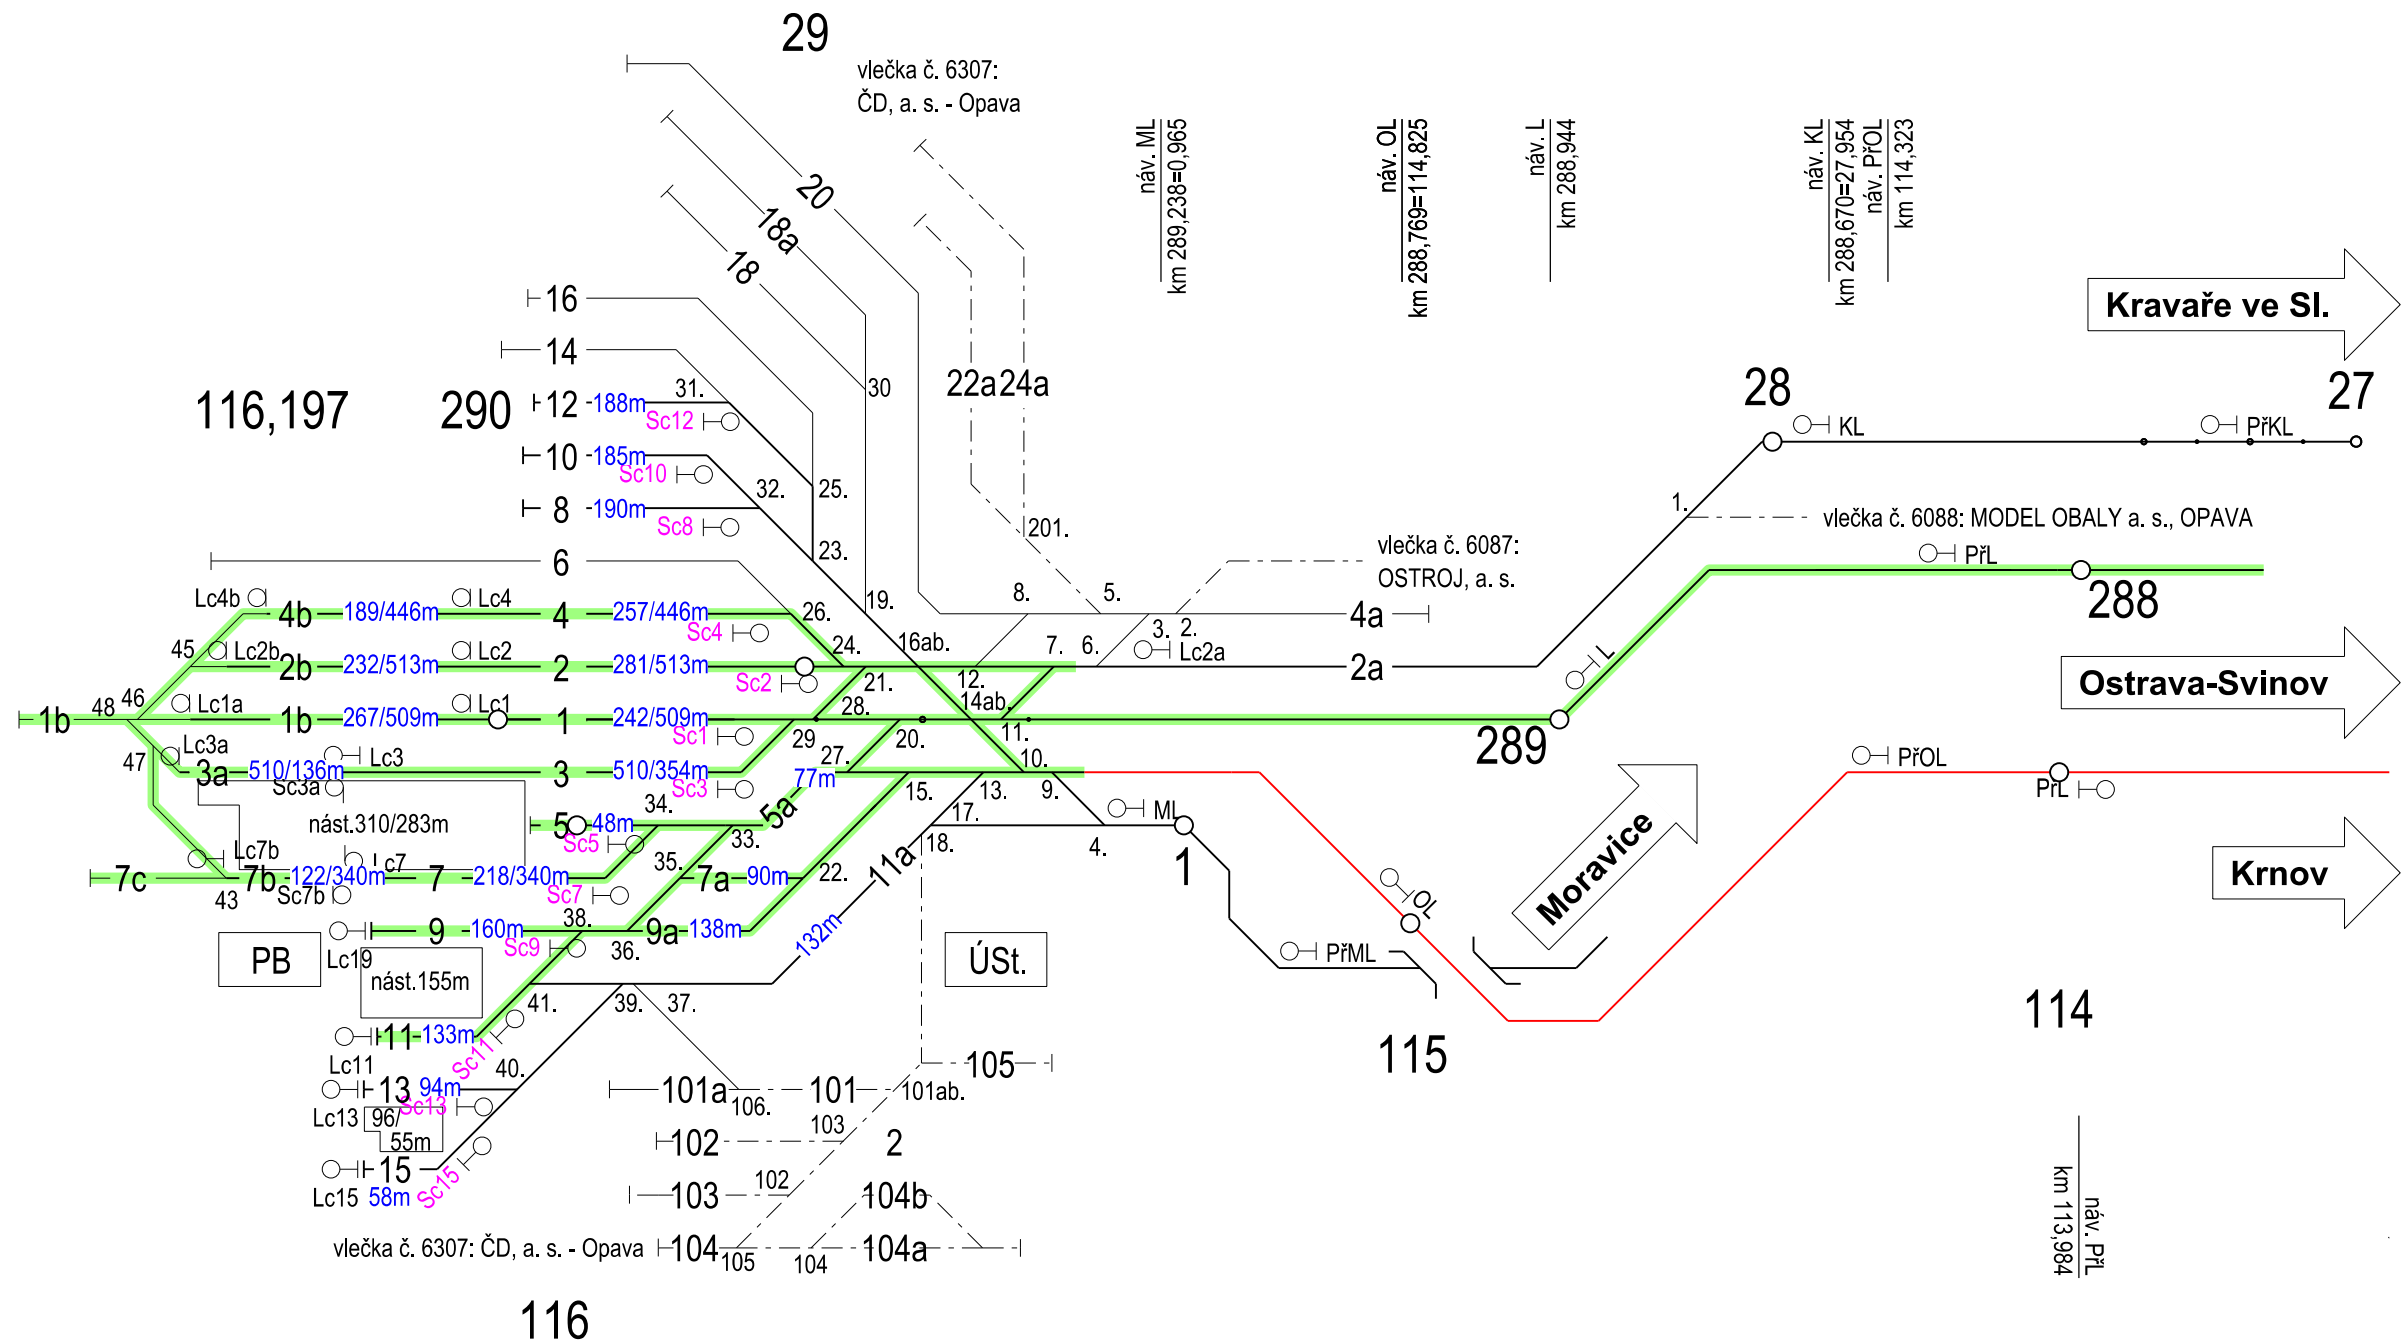 29
vlečka č. 6307:
ČD, a. s. - Opava
náv. ML
km 289,238=0,965
náv. OL
km 288,769=114,825
náv. L
km 288,944
náv. KL
km 288,670=27,954
náv. PřOL
km 114,323
20
18a
18
16
14
12
188m
31.
Sc12
10
185m
Sc10
32.
25.
8
190m
Sc8
23.
6
30
19.
22a
24a
201.
116,197
290
Kravaře ve Sl.
28
27
KL
PřKL
1.
vlečka č. 6088: MODEL OBALY a. s., OPAVA
vlečka č. 6087:
OSTROJ, a. s.
PřL
288
8.
5.
4a
3.
2.
Lc4b
4b
189/446m
Lc4
4
257/446m
Sc4
26.
24.
16ab.
7.
6.
Lc2a
45
Lc2b
2b
232/513m
Lc2
2
281/513m
Sc2
21.
12.
2a
L
Ostrava-Svinov
1b
48
46
Lc1a
1b
267/509m
Lc1
1
242/509m
Sc1
28.
14ab.
29
20.
11.
289
47
Lc3a
3a
510/136m
Lc3
3
510/354m
Sc3
77m
27.
10.
PřOL
PřL
Sc3a
nást.310/283m
5
48m
Sc5
34.
5a
33.
15.
13.
9.
17.
ML
4.
1
18.
Moravice
Krnov
7c
43
Lc7b
7b
122/340m
Sc7b
Lc7
7
218/340m
Sc7
35.
7a
90m
22.
11a
OL
PB
Lc19
9
160m
Sc9
38.
36.
9a
138m
132m
ÚSt.
PřML
nást.155m
41.
39.
37.
11
133m
Lc11
Sc11
40.
115
114
13
94m
Lc13
Sc13
96/
55m
15
Lc15
58m
Sc15
101a
106.
101
101ab.
105
102
103
2
103
102
104b
vlečka č. 6307: ČD, a. s. - Opava
104
105
104
104a
náv. PřL
km 113,984
116